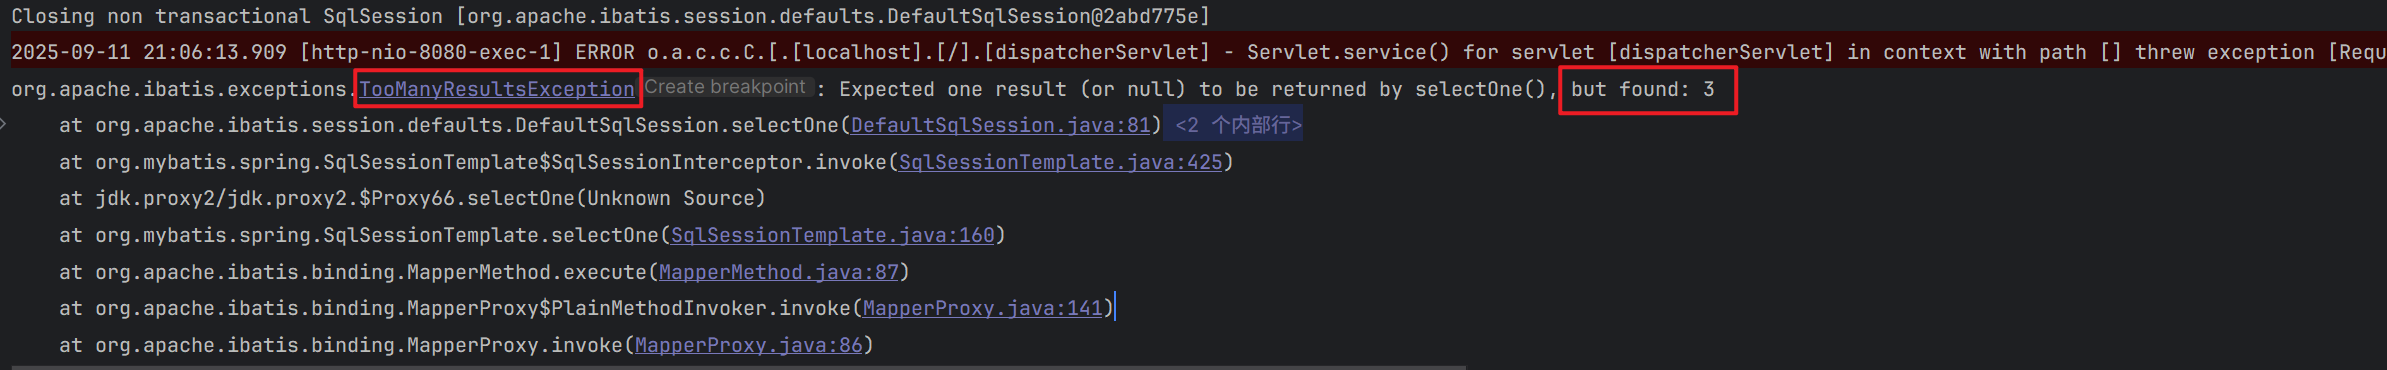 Closing non transactional SqlSession [org.apache.ibatis.session.defaults.DefaultSqlSession@2abd775e]
2025-09-11 21:06:13.909 [http-nio-8080-exec-1] ERROR o.a.c.c.C.[.[localhost].[/].[dispatcherServlet] - Servlet.service() for servlet [dispatcherServlet] in context with path [] threw exception [Requ
org.apache.ibatis.exceptions.TooManyResultsException Create breakpoint : Expected one result (or null) to be returned by selectOne(), but found: 3
at org.apache.ibatis.session.defaults.DefaultSqlSession.selectOne(DefaultSqlSession.java:81) <2 个内部行>
at org.mybatis.spring.SqlSessionTemplate$SqlSessionInterceptor.invoke(SqlSessionTemplate.java:425)
at jdk.proxy2/jdk.proxy2.$Proxy66.selectOne(Unknown Source)
at org.mybatis.spring.SqlSessionTemplate.selectOne(SqlSessionTemplate.java:160)
at org.apache.ibatis.binding.MapperMethod.execute(MapperMethod.java:87)
at org.apache.ibatis.binding.MapperProxy$PlainMethodInvoker.invoke(MapperProxy.java:141)
at org.apache.ibatis.binding.MapperProxy.invoke(MapperProxy.java:86)